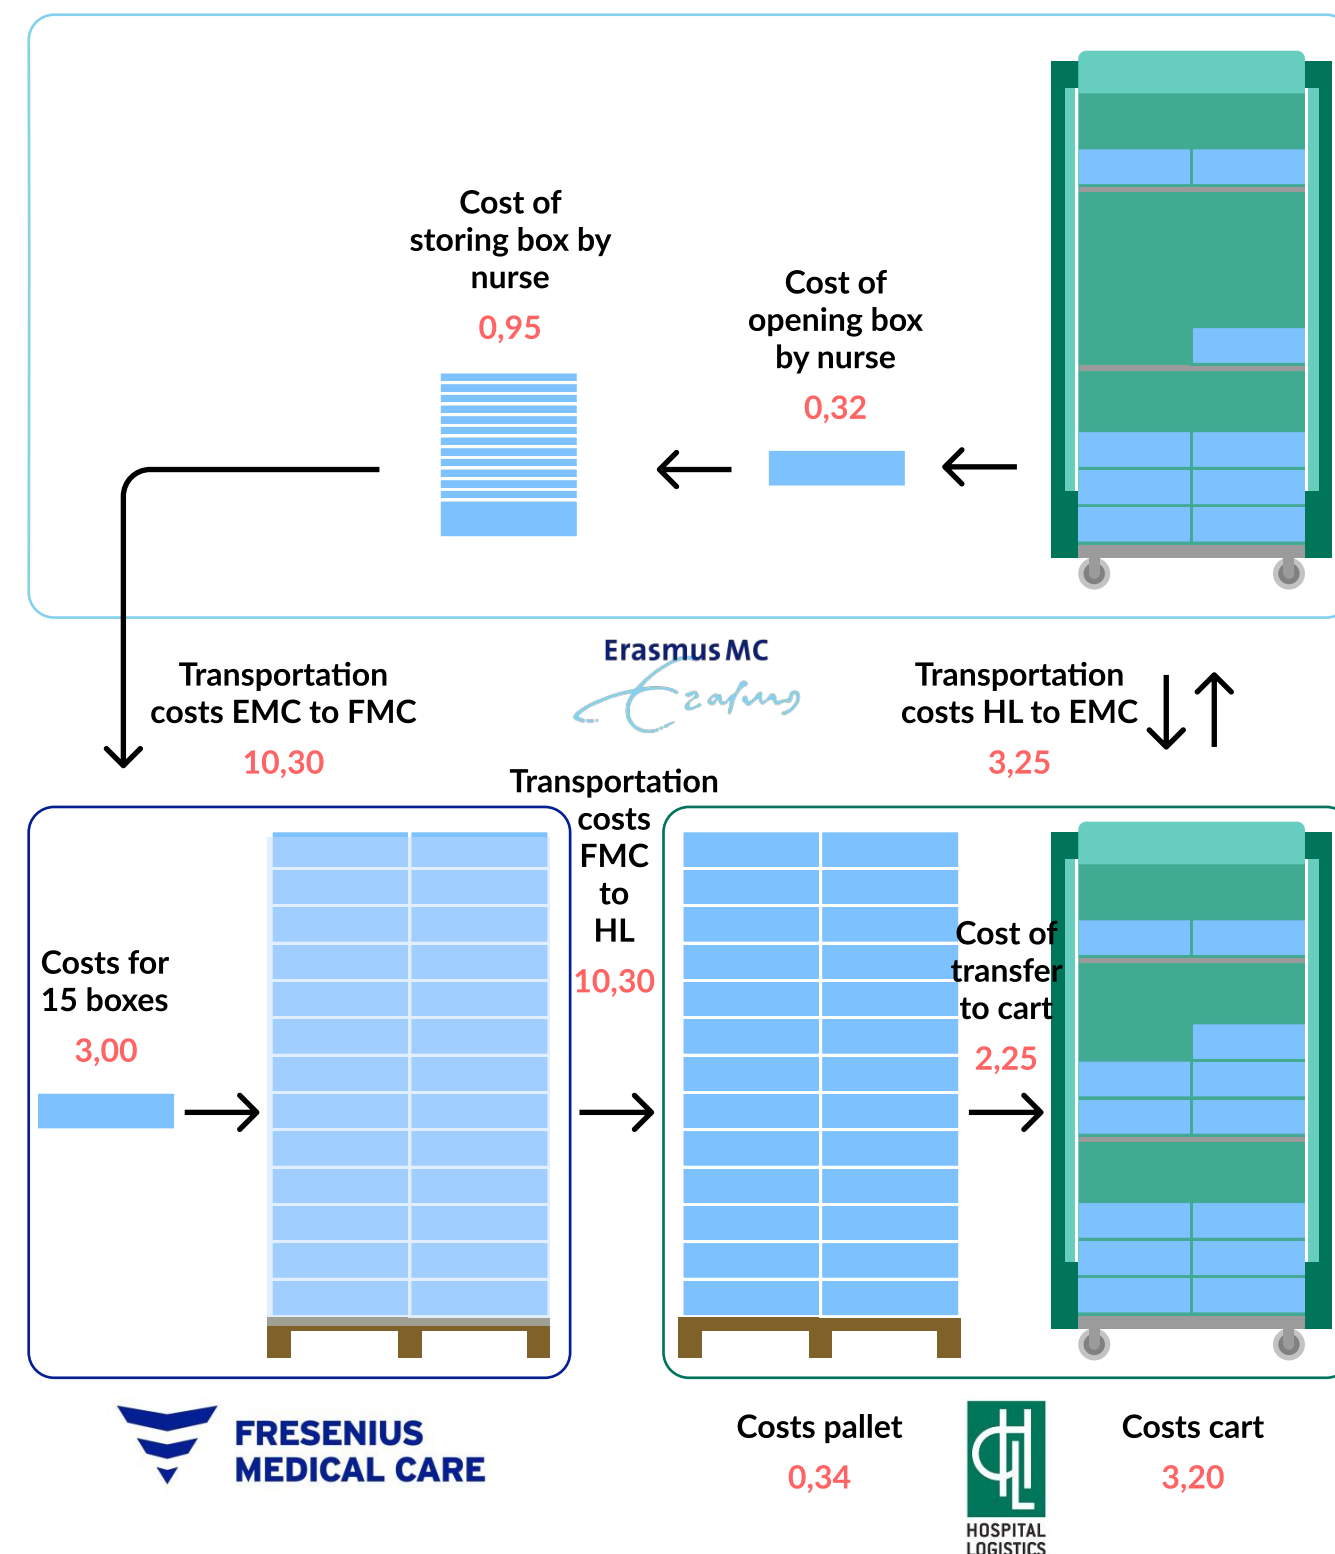 Cost of
storing box by
nurse
0,95
Cost of
opening box
by nurse
0,32
Transportation
costs EMC to FMC
10,30
Erasmus MC
Erasmus
Transportation
costs HL to EMC
3,25
Transportation
costs
FMC
to
HL
10,30
Costs for
15 boxes
3,00
Cost of
transfer
to cart
2,25
FRESENIUS
MEDICAL CARE
Costs pallet
0,34
HL
HOSPITAL
LOGISTICS
Costs cart
3,20